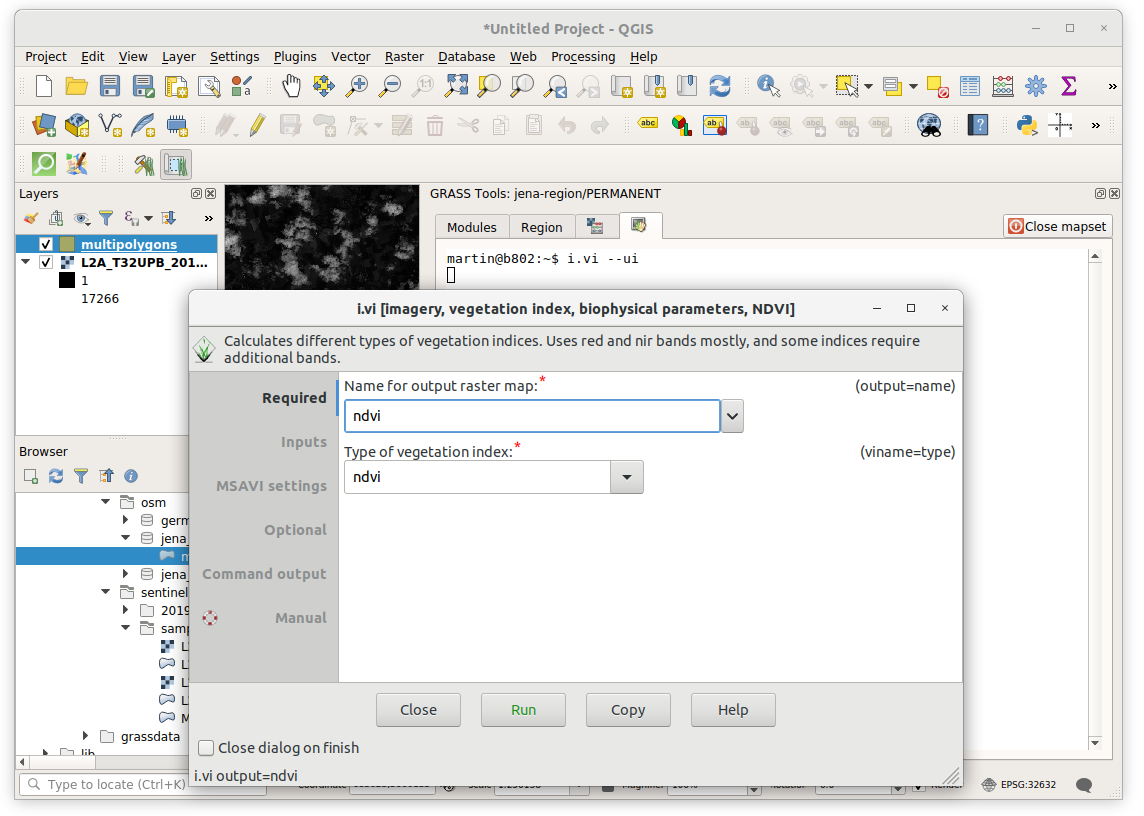 *Untitled Project - QGIS
Project Edit View Layer Settings Plugins Vector Raster Database Web Processing Help
Layers
GRASS Tools: jena-region/PERMANENT
Modules Region Close mapset
multipolygons
L2A_T32UPB_201...
1
17266
martin@b802:~$ i.vi --ui
i.vi [imagery, vegetation index, biophysical parameters, NDVI]
Calculates different types of vegetation indices. Uses red and nir bands mostly, and some indices require
additional bands.
Required
Inputs
MSAVI settings
Optional
Command output
Manual
Name for output raster map:* (output=name)
ndvi
Type of vegetation index:* (viname=type)
ndvi
Browser
osm
germ
jena_
jena_
sentinel
2019
samp
grassdata
lib
Close Run Copy Help
Close dialog on finish
i.vi output=ndvi
Type to locate (Ctrl+K)
EPSG:32632